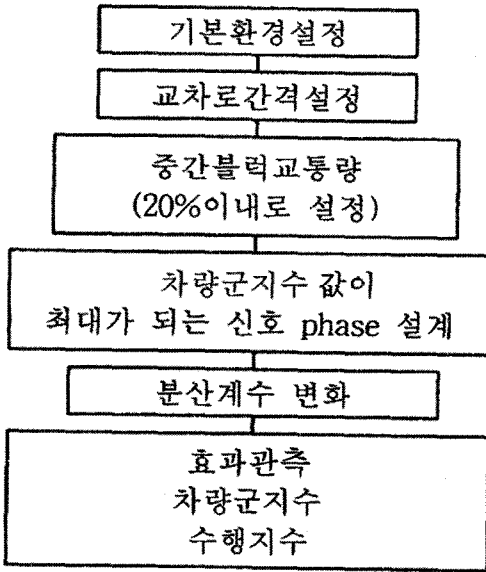 기본환경설정
교차로간격설정
중간블럭교통량
(20%이내로 설정)
차량군지수 값이
최대가 되는 신호 phase 설계
분산계수 변화
효과관측
차량군지수
수행지수